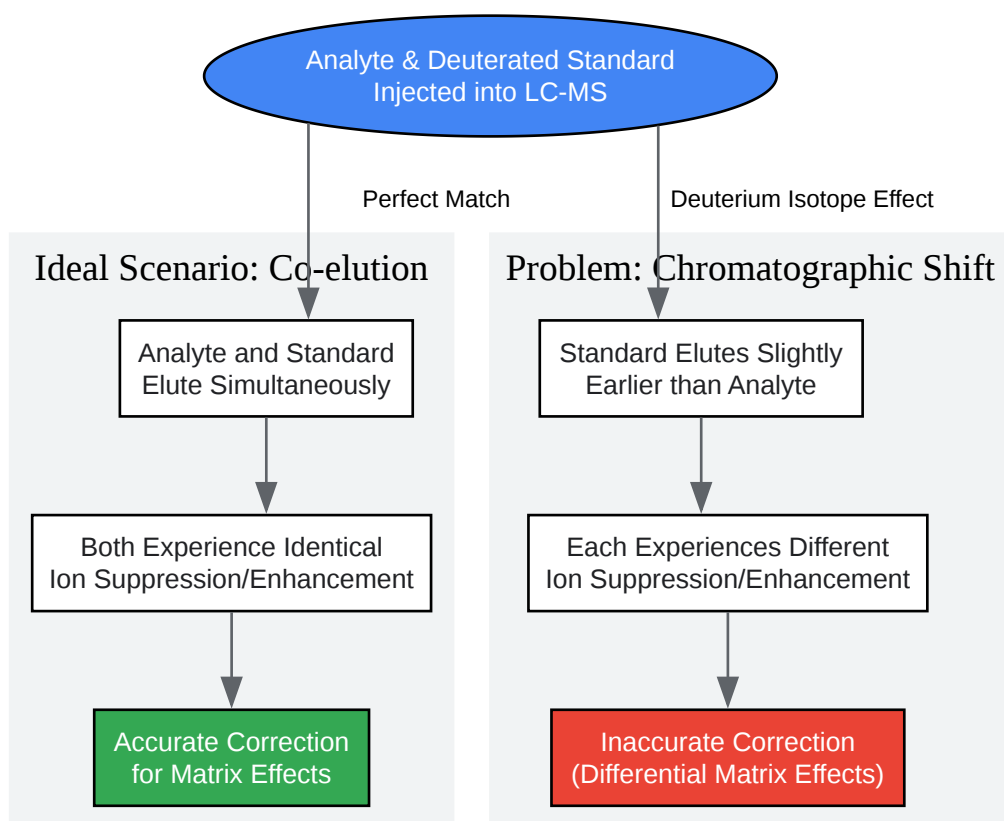 Analyte & Deuterated Standard
Injected into LC-MS
Perfect Match
Deuterium Isotope Effect
Ideal Scenario: Co-elution
Analyte and Standard
Elute Simultaneously
Both Experience Identical
Ion Suppression/Enhancement
Accurate Correction
for Matrix Effects
Problem: Chromatographic Shift
Standard Elutes Slightly
Earlier than Analyte
Each Experiences Different
Ion Suppression/Enhancement
Inaccurate Correction
(Differential Matrix Effects)